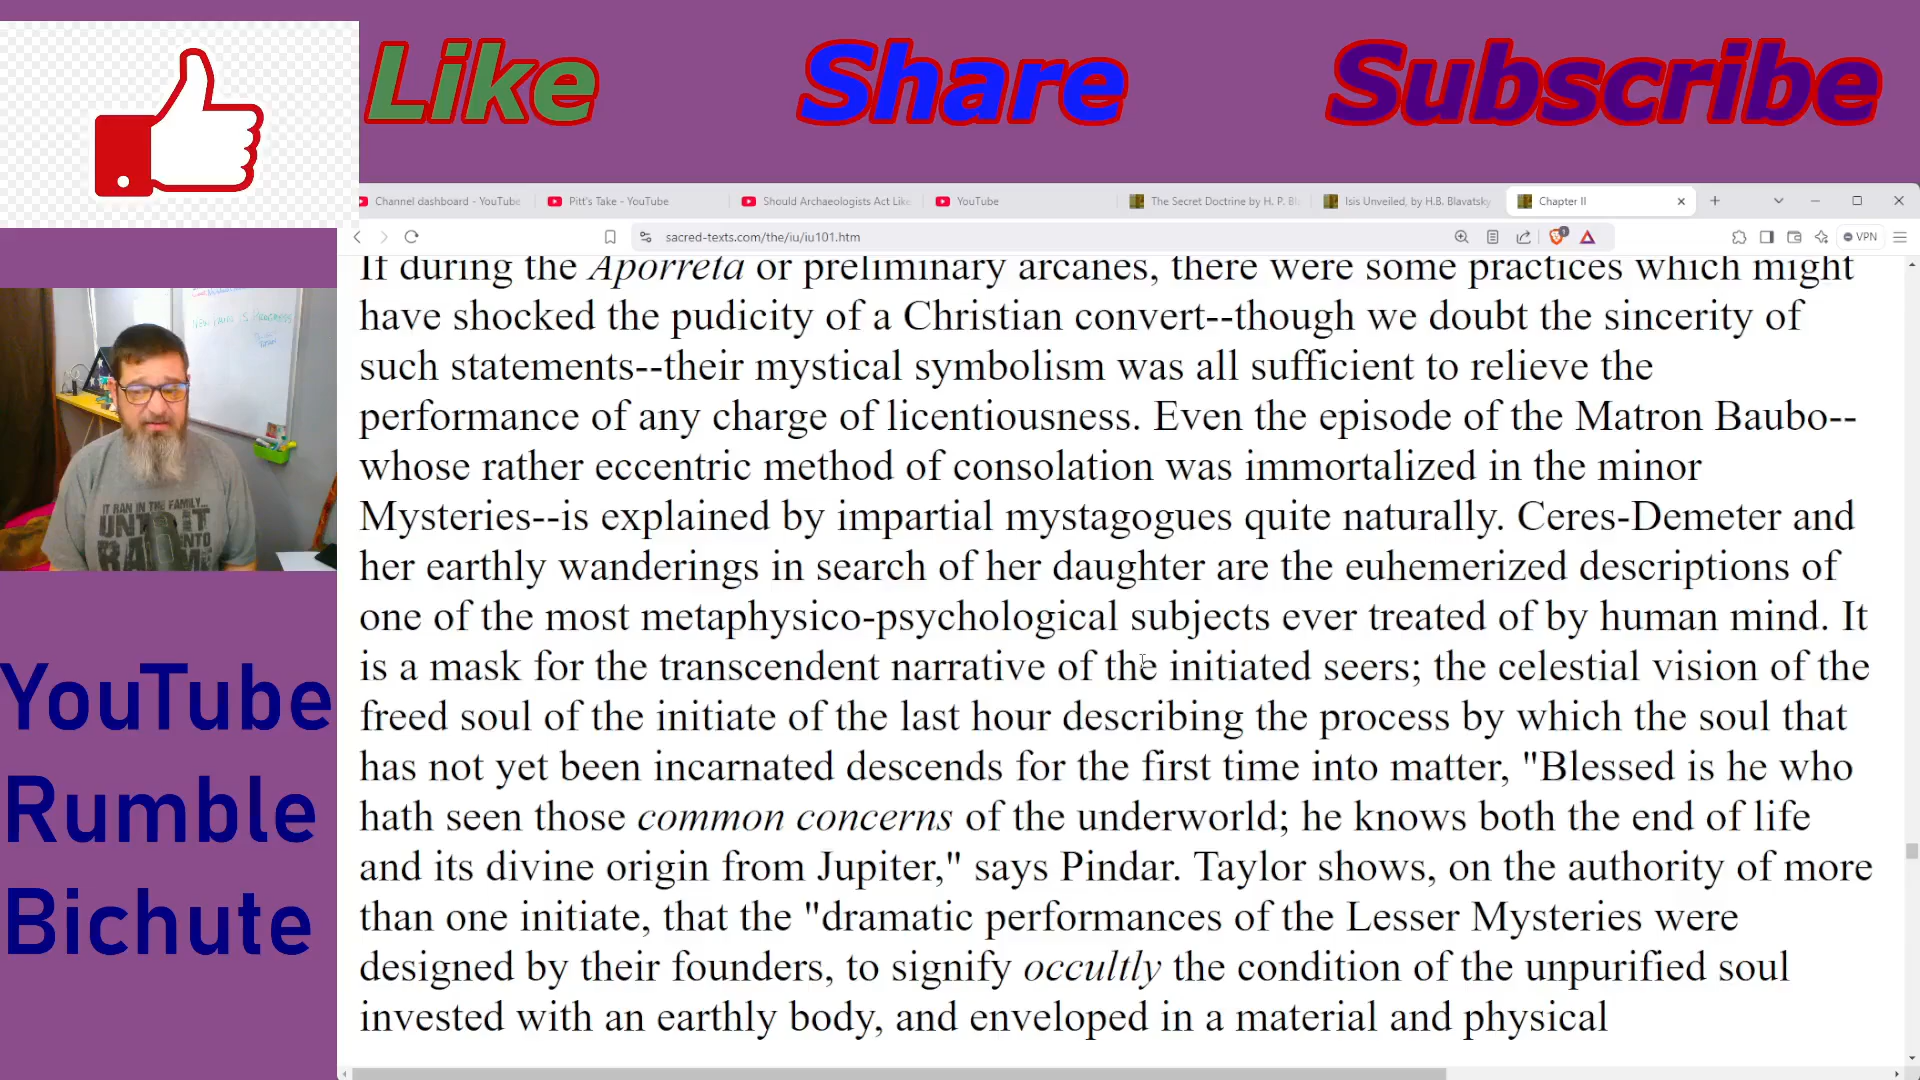 Like
Share
Subscribe
Channel dashboard - YouTube
Pitt's Take - YouTube
Should Archaeologists Act Like
YouTube
The Secret Doctrine by H. P. Bl
Isis Unveiled, by H.B. Blavatsky
Chapter II
sacred-texts.com/the/iu/iu101.htm
VPN
If during the Aporreta or preliminary arcanes, there were some practices which might
have shocked the pudicity of a Christian convert--though we doubt the sincerity of
such statements--their mystical symbolism was all sufficient to relieve the
performance of any charge of licentiousness. Even the episode of the Matron Baubo--
whose rather eccentric method of consolation was immortalized in the minor
Mysteries--is explained by impartial mystagogues quite naturally. Ceres-Demeter and
her earthly wanderings in search of her daughter are the euhemerized descriptions of
one of the most metaphysico-psychological subjects ever treated of by human mind. It
is a mask for the transcendent narrative of the initiated seers; the celestial vision of the
freed soul of the initiate of the last hour describing the process by which the soul that
has not yet been incarnated descends for the first time into matter, "Blessed is he who
hath seen those common concerns of the underworld; he knows both the end of life
and its divine origin from Jupiter," says Pindar. Taylor shows, on the authority of more
than one initiate, that the "dramatic performances of the Lesser Mysteries were
designed by their founders, to signify occultly the condition of the unpurified soul
invested with an earthly body, and enveloped in a material and physical
IT RAN IN THE FAMILY...
YouTube
Rumble
Bichute